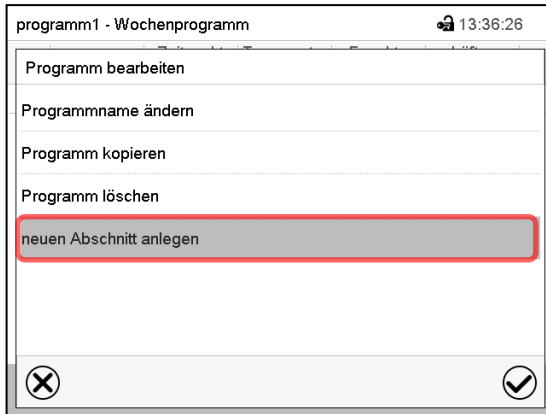 programm1 - Wochenprogramm 13:36:26
Programm bearbeiten
Programmname ändern
Programm kopieren
Programm löschen
neuen Abschnitt anlegen